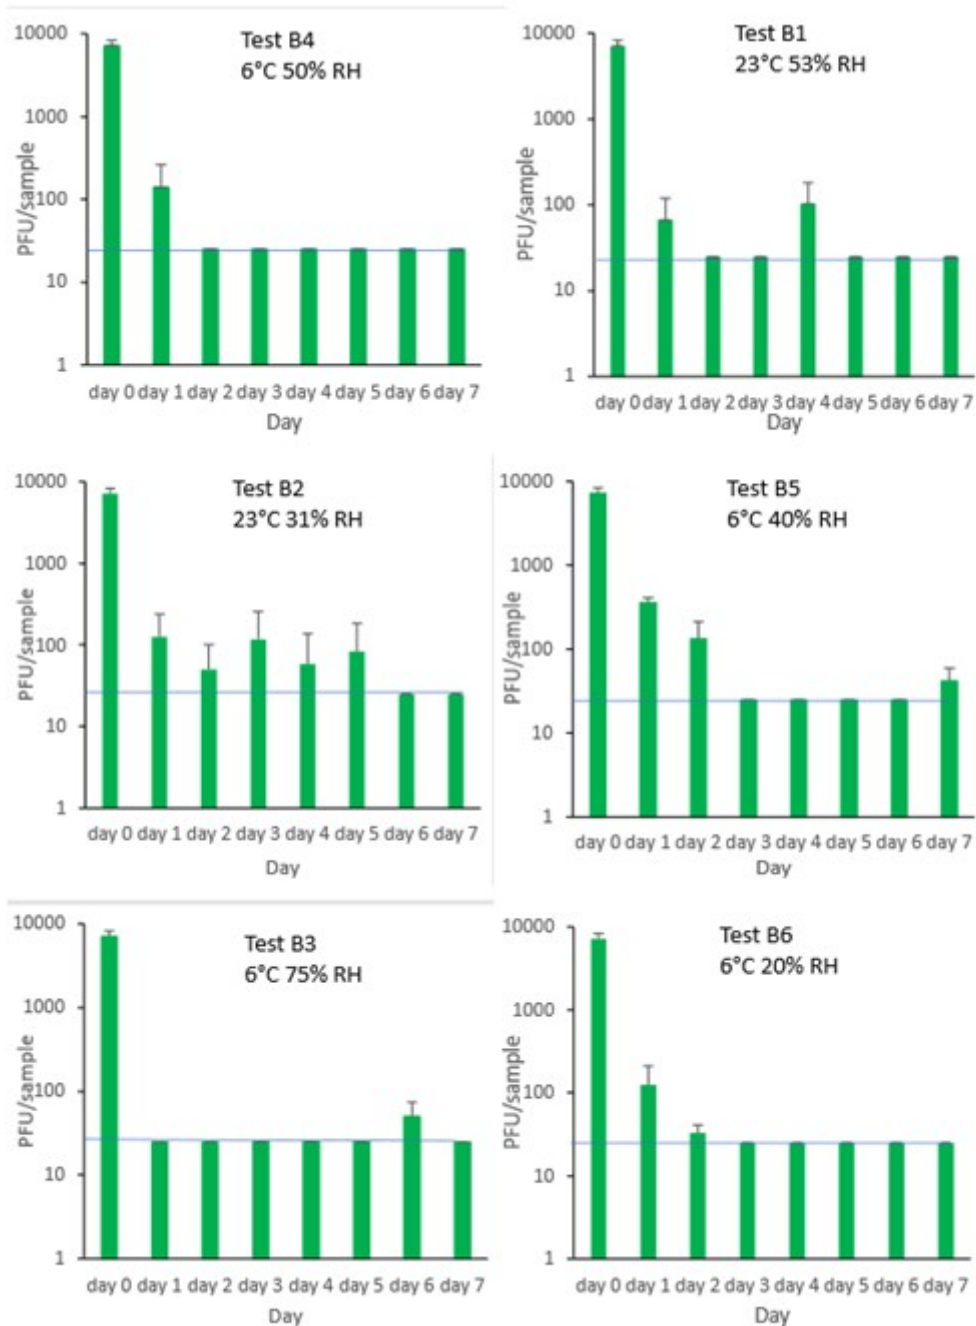 Test B4
6°C 50% RH
PFU/sample
10000
1000
100
10
1
day 0 day 1 day 2 day 3 day 4 day 5 day 6 day 7
Day
Test B1
23°C 53% RH
PFU/sample
10000
1000
100
10
1
day 0 day 1 day 2 day 3 day 4 day 5 day 6 day 7
Day
Test B2
23°C 31% RH
PFU/sample
10000
1000
100
10
1
day 0 day 1 day 2 day 3 day 4 day 5 day 6 day 7
Day
Test B5
6°C 40% RH
PFU/sample
10000
1000
100
10
1
day 0 day 1 day 2 day 3 day 4 day 5 day 6 day 7
Day
Test B3
6°C 75% RH
PFU/sample
10000
1000
100
10
1
day 0 day 1 day 2 day 3 day 4 day 5 day 6 day 7
Day
Test B6
6°C 20% RH
PFU/sample
10000
1000
100
10
1
day 0 day 1 day 2 day 3 day 4 day 5 day 6 day 7
Day